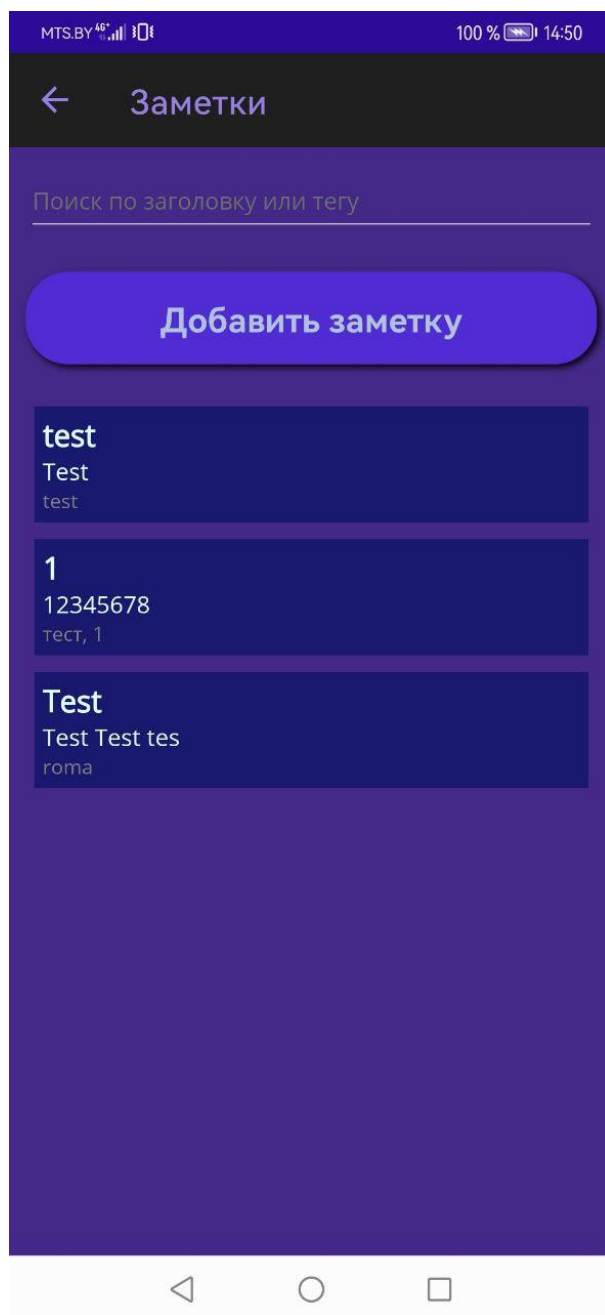 MTS.BY 100 % 14:50
Заметки
Поиск по заголовку или тегу
Добавить заметку
test
Test
test
1
12345678
тест, 1
Test
Test Test tes
roma